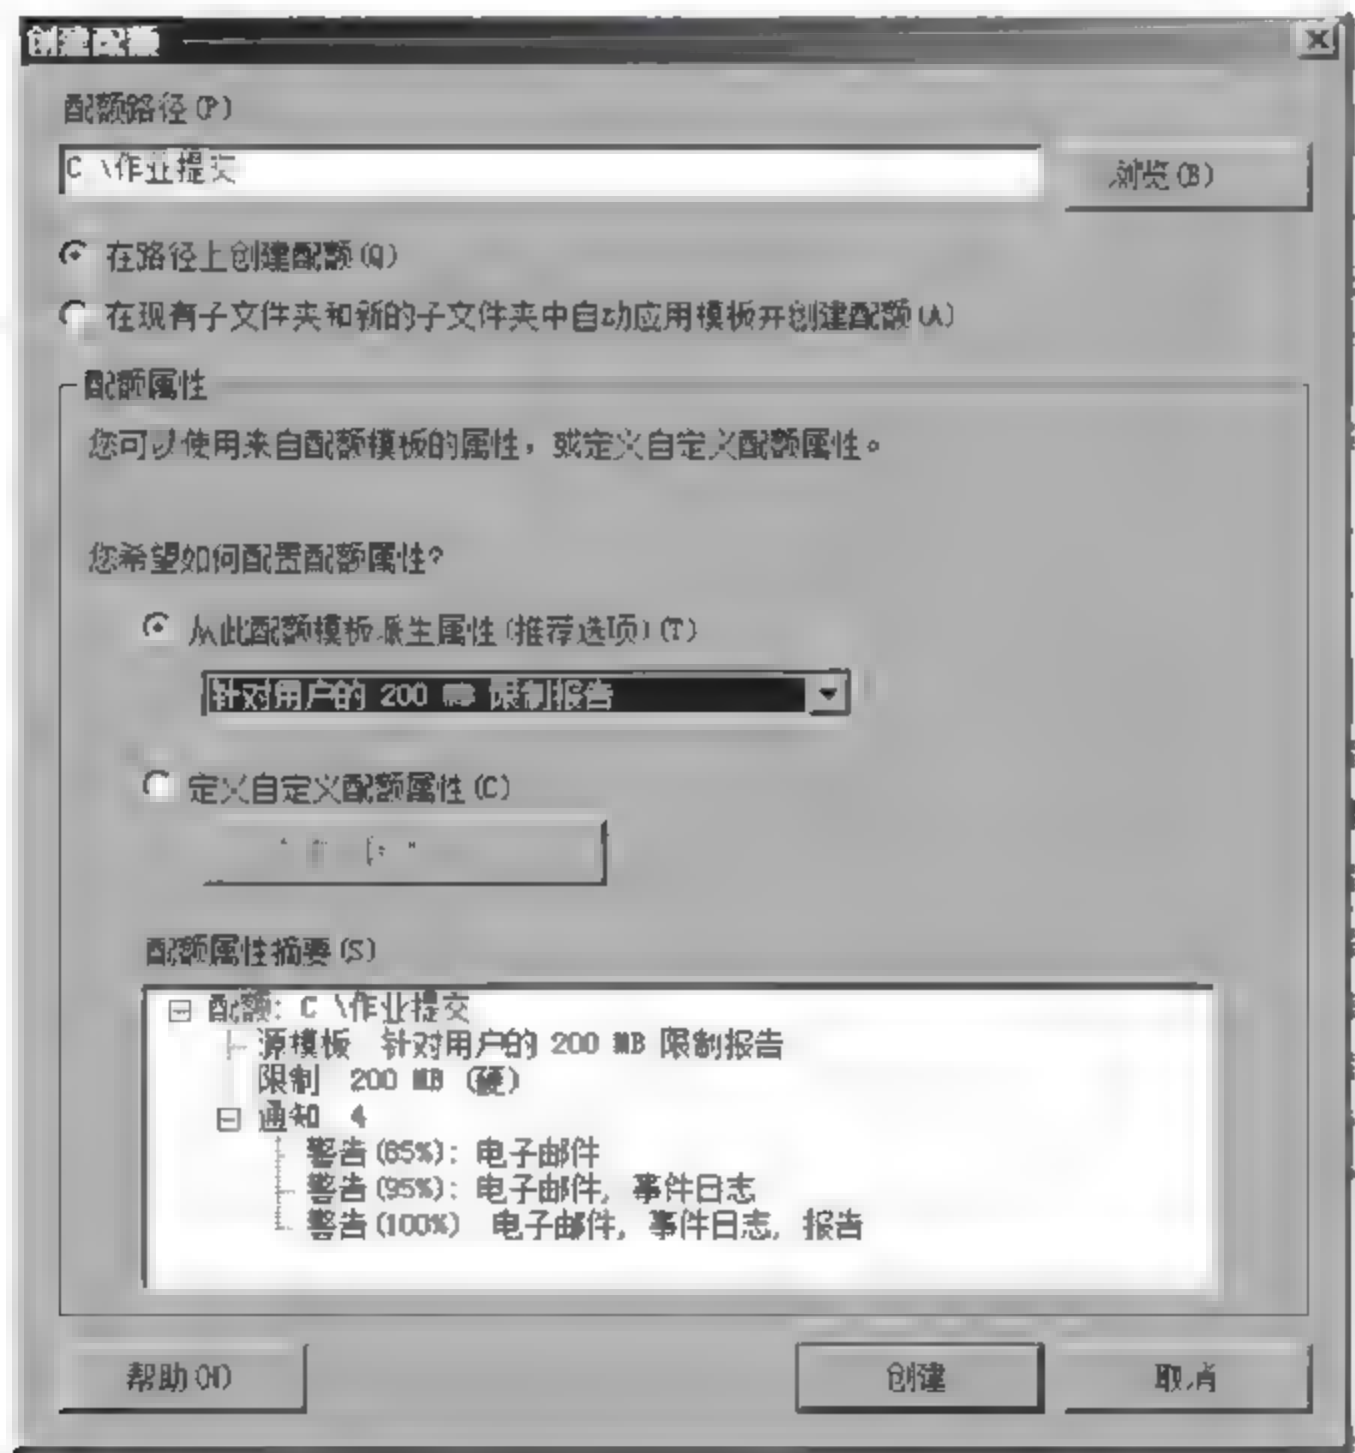 创建配额
配额路径(P)
C \作业提交
浏览(B)
在路径上创建配额(Q)
在现有子文件夹和新的子文件夹中自动应用模板并创建配额(A)
配额属性
您可以使用来自配额模板的属性，或定义自定义配额属性。
您希望如何配置配额属性?
从此配额模板派生属性(推荐选项)(T)
针对用户的 200 MB 限制报告
定义自定义配额属性(C)
配额属性摘要(S)
配额: C \作业提交
源模板 针对用户的 200 MB 限制报告
限制 200 MB (硬)
通知 4
警告(85%): 电子邮件
警告(95%): 电子邮件, 事件日志
警告(100%) 电子邮件, 事件日志, 报告
帮助(H)
创建
取消